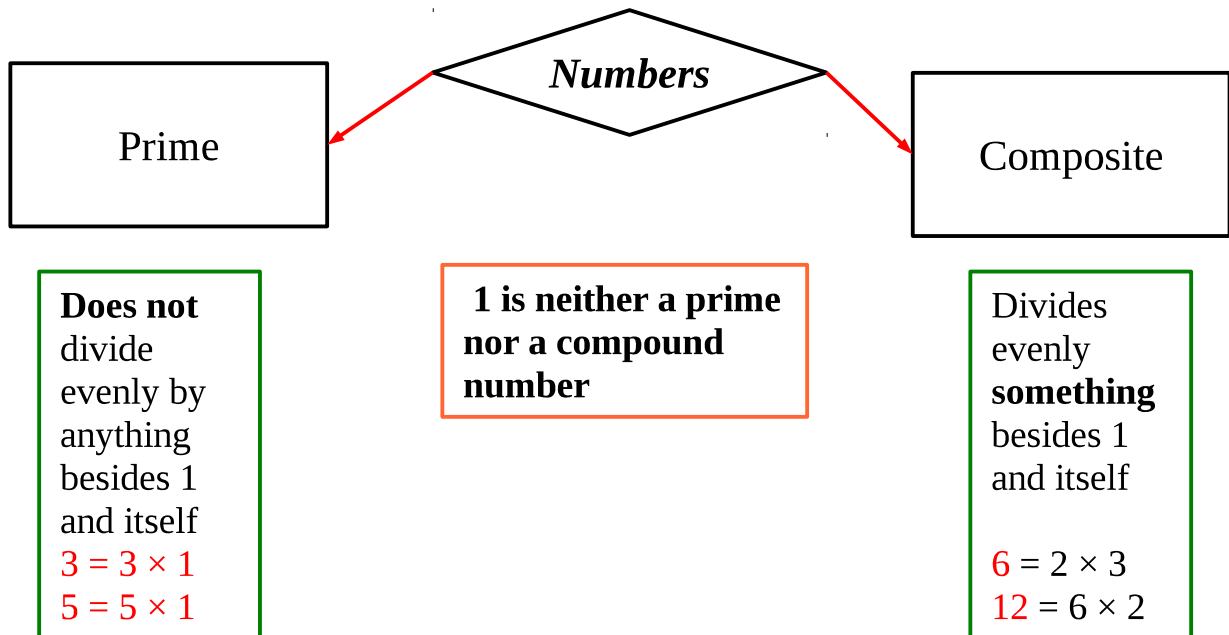 Numbers
Prime
Composite
Does not
divide
evenly by
anything
besides 1
and itself
3 = 3 × 1
5 = 5 × 1
1 is neither a prime
nor a compound
number
Divides
evenly
something
besides 1
and itself
6 = 2 × 3
12 = 6 × 2